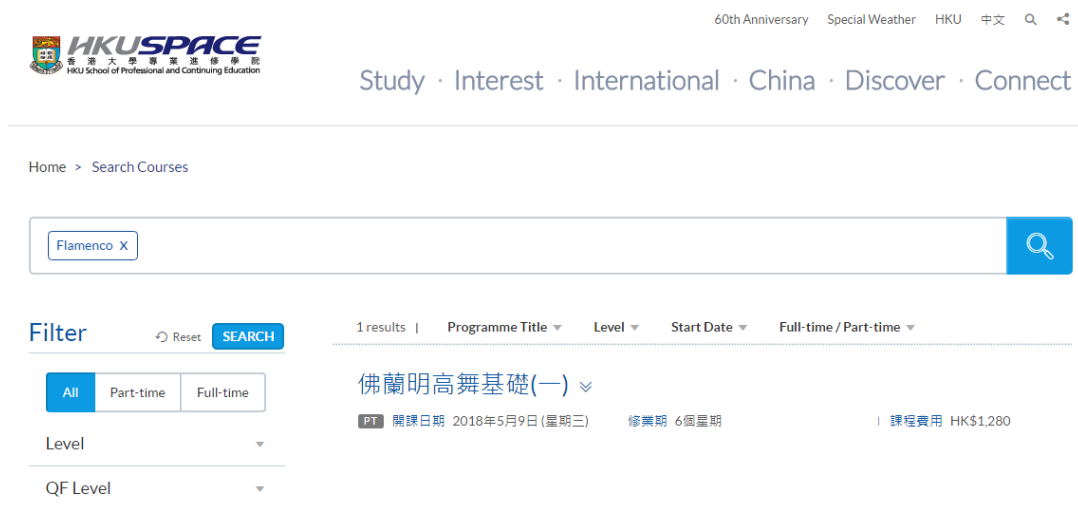 60th Anniversary Special Weather HKU 中文
HKUSPACE
香港大學專業進修學院
HKU School of Professional and Continuing Education
Study · Interest · International · China · Discover · Connect
Home > Search Courses
Flamenco X
Filter Reset SEARCH
1 results | Programme Title Level Start Date Full-time / Part-time
All Part-time Full-time
佛蘭明高舞基礎(一)
PT 開課日期 2018年5月9日 (星期三) 修業期 6個星期 | 課程費用 HK$1,280
Level
QF Level